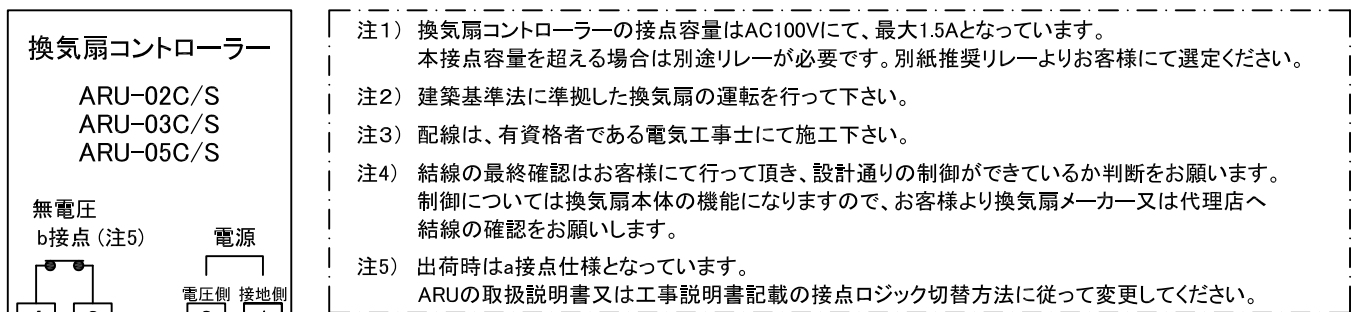 換気扇コントローラー
ARU-02C/S
ARU-03C/S
ARU-05C/S
無電圧
b接点(注5)
電源
電圧側 接地側
注1) 換気扇コントローラーの接点容量はAC100Vにて、最大1.5Aとなっています。
本接点容量を超える場合は別途リレーが必要です。別紙推奨リレーよりお客様にて選定ください。
注2) 建築基準法に準拠した換気扇の運転を行って下さい。
注3) 配線は、有資格者である電気工事士にて施工下さい。
注4) 結線の最終確認はお客様にて行って頂き、設計通りの制御ができているか判断をお願います。
制御については換気扇本体の機能になりますので、お客様より換気扇メーカー又は代理店へ
結線の確認をお願いします。
注5) 出荷時はa接点仕様となっています。
ARUの取扱説明書又は工事説明書記載の接点ロジック切替方法に従って変更してください。